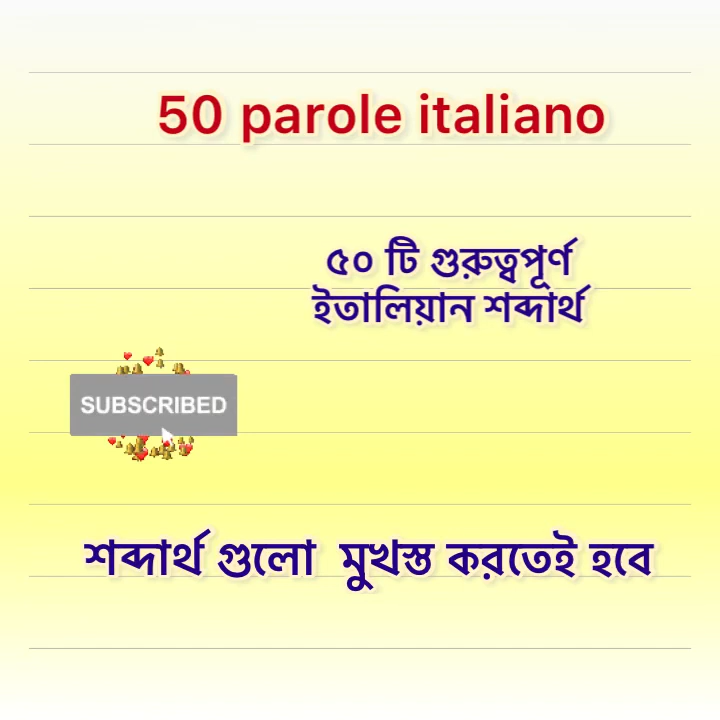 50 parole italiano
৫০ টি গুরুত্বপূর্ণ
ইতালিয়ান শব্দার্থ
SUBSCRIBED
শব্দার্থ গুলো মুখস্ত করতেই হবে